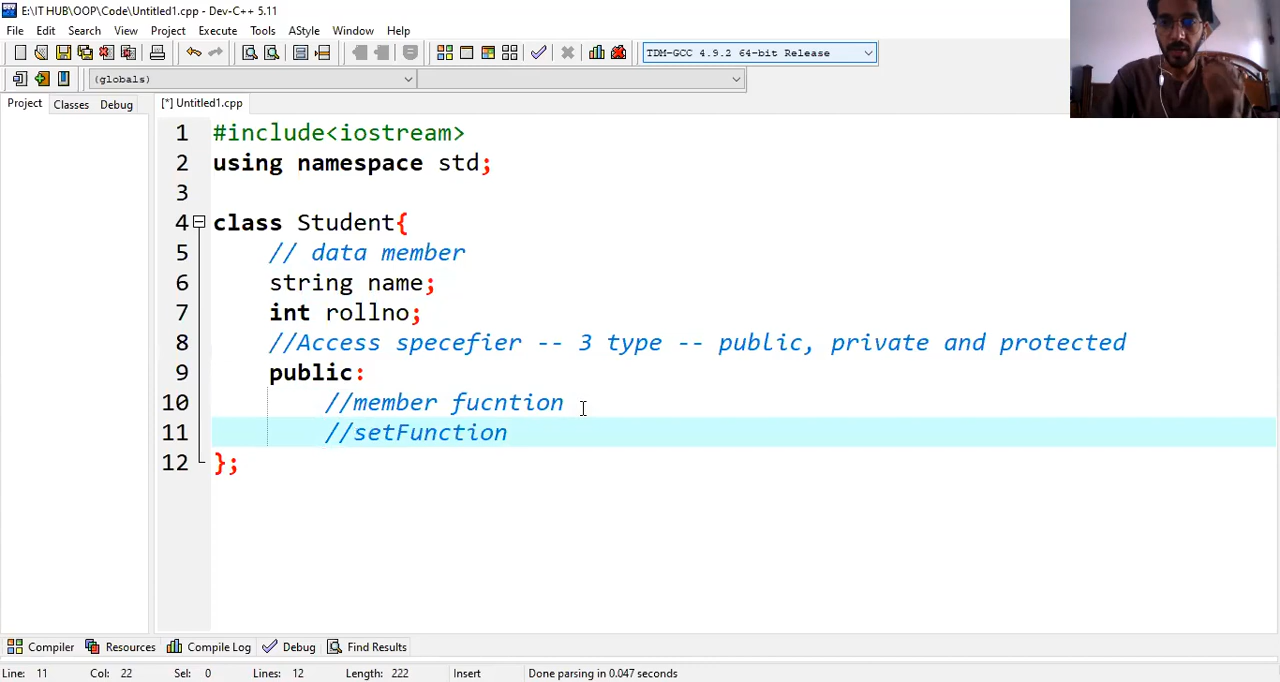 E:\IT HUB\OOP\Code\Untitled1.cpp - Dev-C++ 5.11
File Edit Search View Project Execute Tools AStyle Window Help
TDM-GCC 4.9.2 64-bit Release
(globals)
Project Classes Debug [*] Untitled1.cpp
1 #include<iostream>
2 using namespace std;
3
4 class Student{
5 // data member
6 string name;
7 int rollno;
8 //Access specefier -- 3 type -- public, private and protected
9 public:
10 //member fucntion
11 //setFunction
12 };
Compiler Resources Compile Log Debug Find Results
Line: 11 Col: 22 Sel: 0 Lines: 12 Length: 222 Insert Done parsing in 0.047 seconds